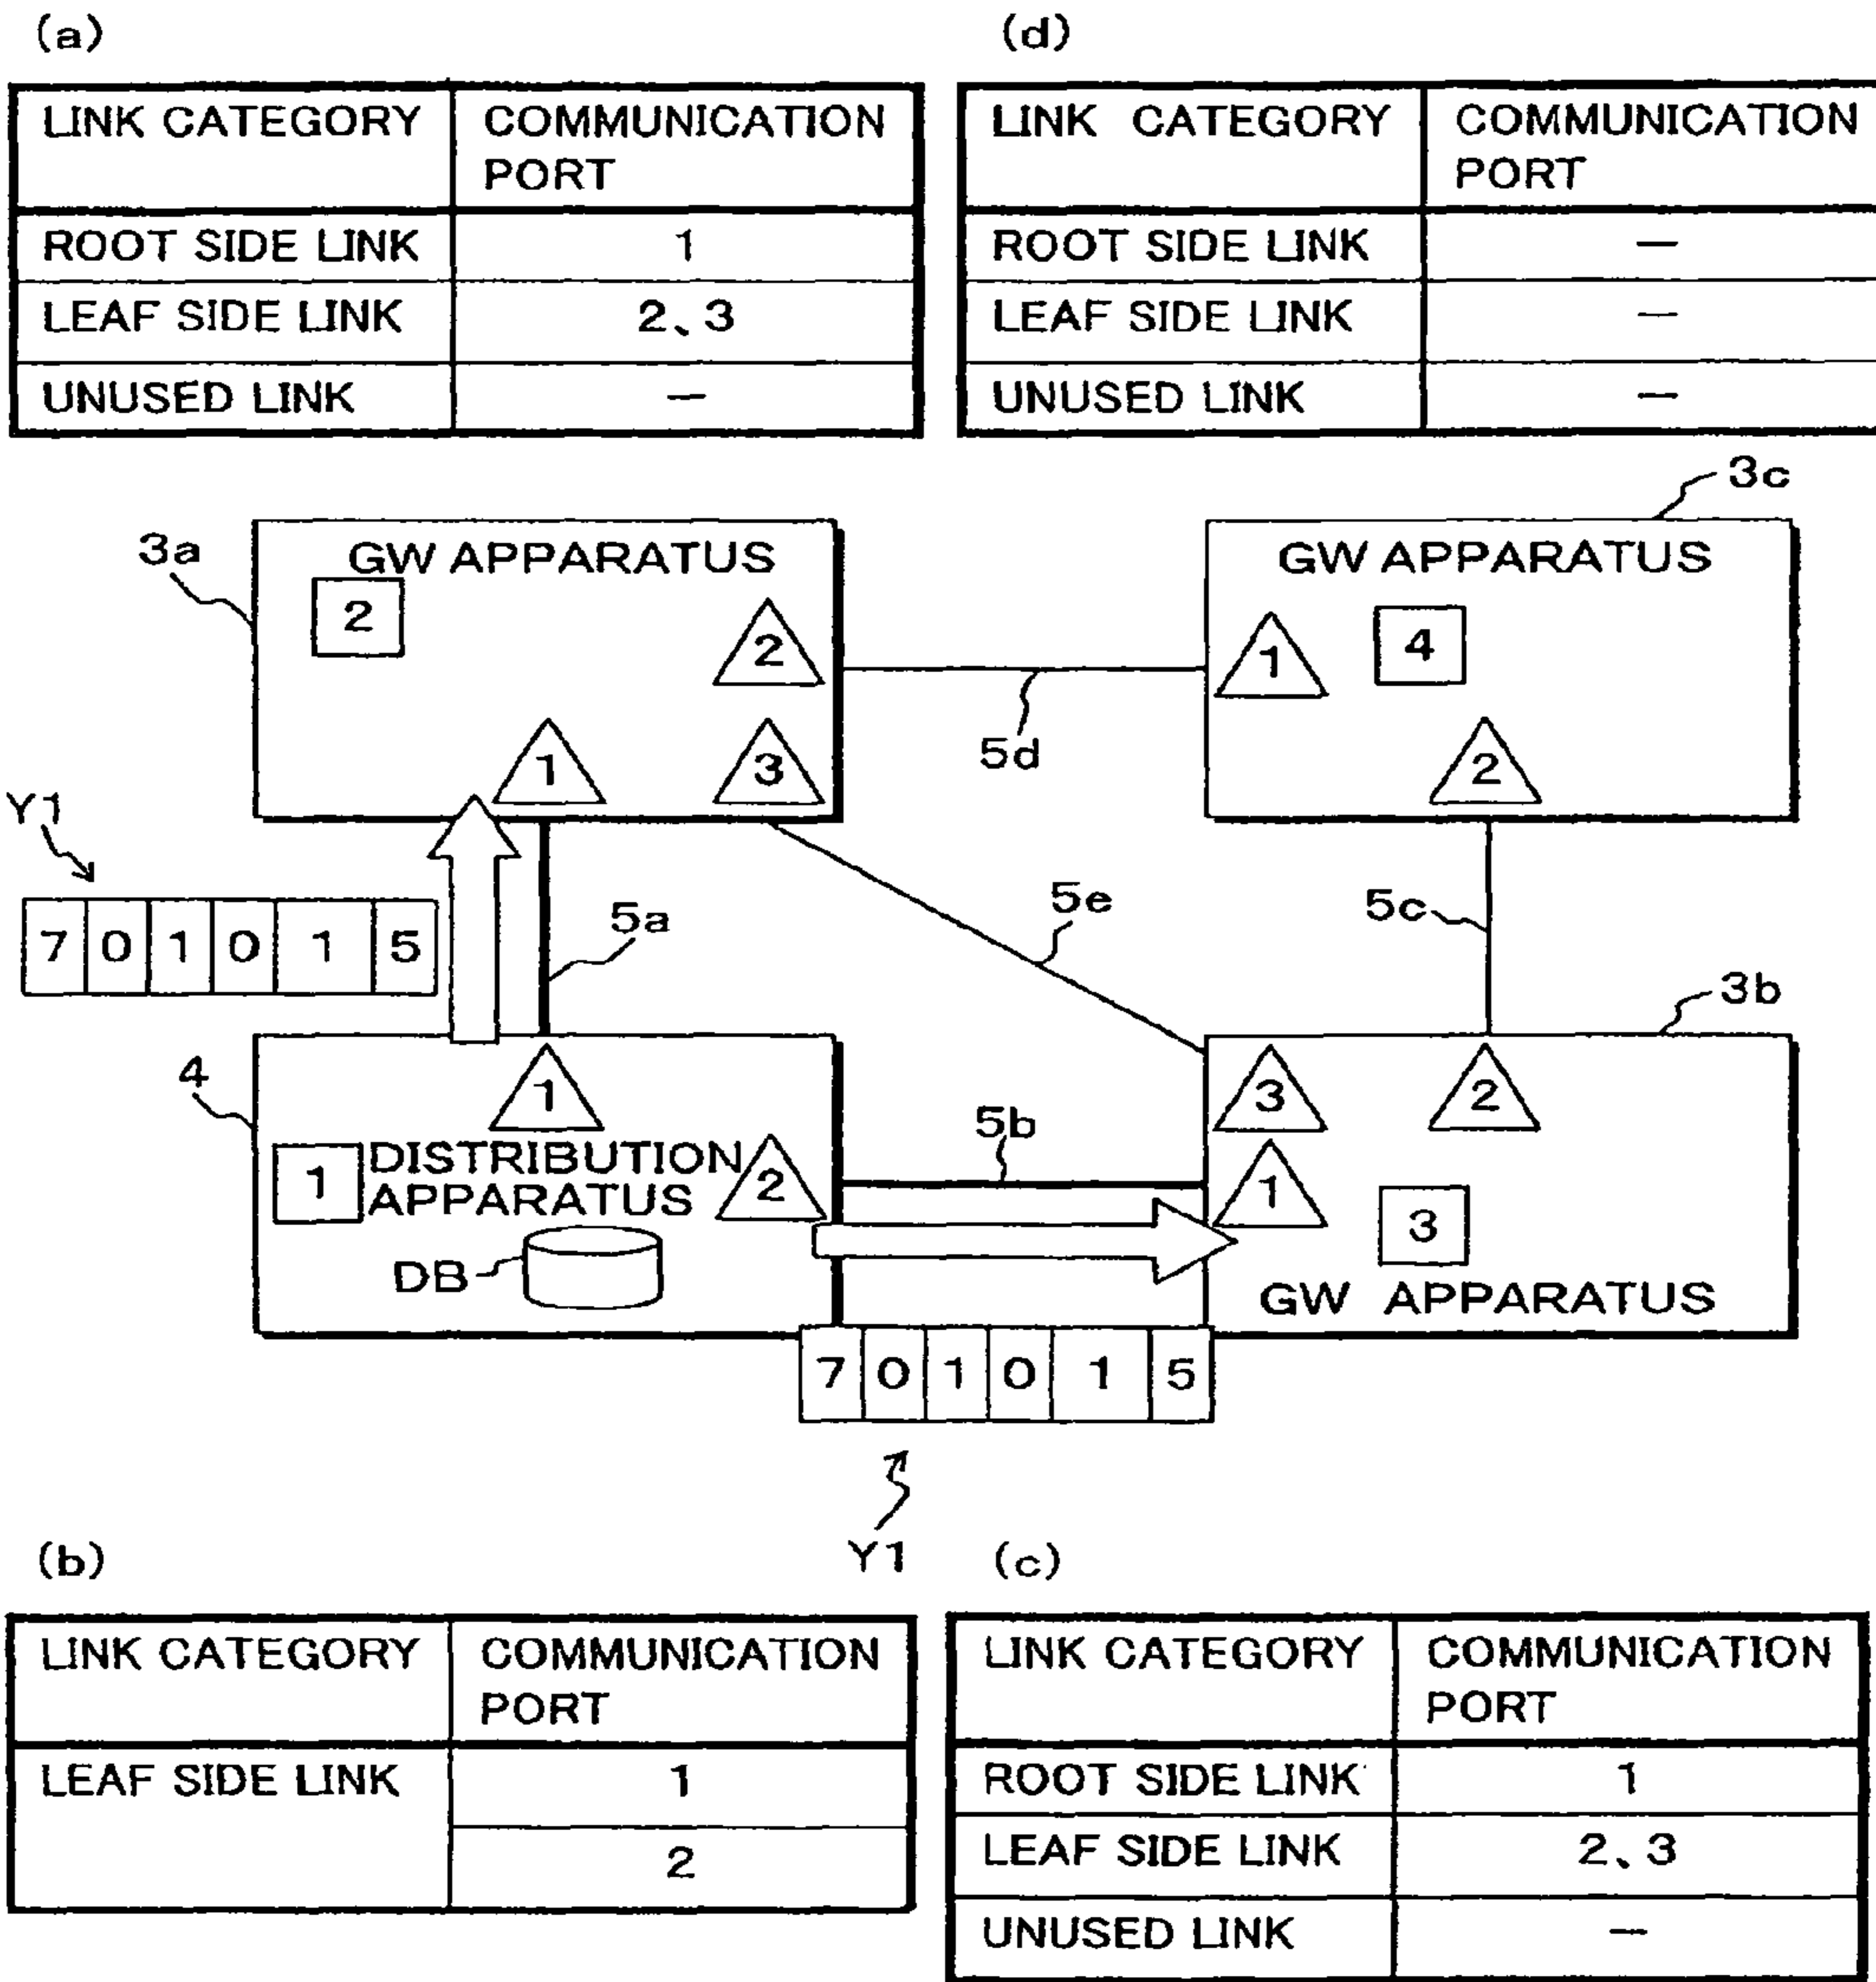 (a)
LINK CATEGORY COMMUNICATION PORT
ROOT SIDE LINK 1
LEAF SIDE LINK 2、3
UNUSED LINK —
(d)
LINK CATEGORY COMMUNICATION PORT
ROOT SIDE LINK —
LEAF SIDE LINK —
UNUSED LINK —
3a
GW APPARATUS
2
2
1
3
3c
GW APPARATUS
1
4
2
5d
Y1
7 0 1 0 1 5
5a
5e
5c
3b
4
1
1
DISTRIBUTION
APPARATUS
2
DB
5b
3
2
1
3
GW APPARATUS
7 0 1 0 1 5
Y1
(b)
LINK CATEGORY COMMUNICATION PORT
LEAF SIDE LINK 1
2
(c)
LINK CATEGORY COMMUNICATION PORT
ROOT SIDE LINK 1
LEAF SIDE LINK 2、3
UNUSED LINK —